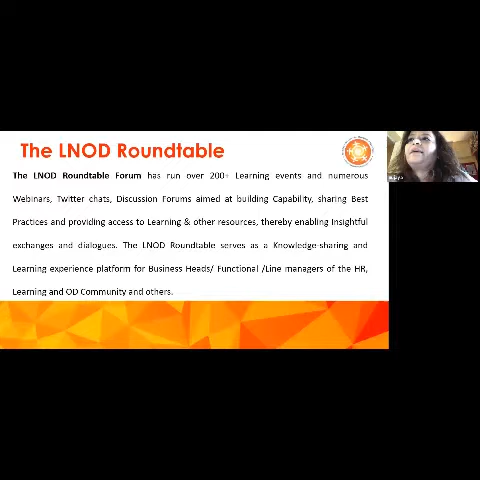 The LNOD Roundtable
The LNOD Roundtable Forum has run over 200+ Learning events and numerous
Webinars, Twitter chats, Discussion Forums aimed at building Capability, sharing Best
Practices and providing access to Learning & other resources, thereby enabling Insightful
exchanges and dialogues. The LNOD Roundtable serves as a Knowledge-sharing and
Learning experience platform for Business Heads/ Functional /Line managers of the HR,
Learning and OD Community and others.